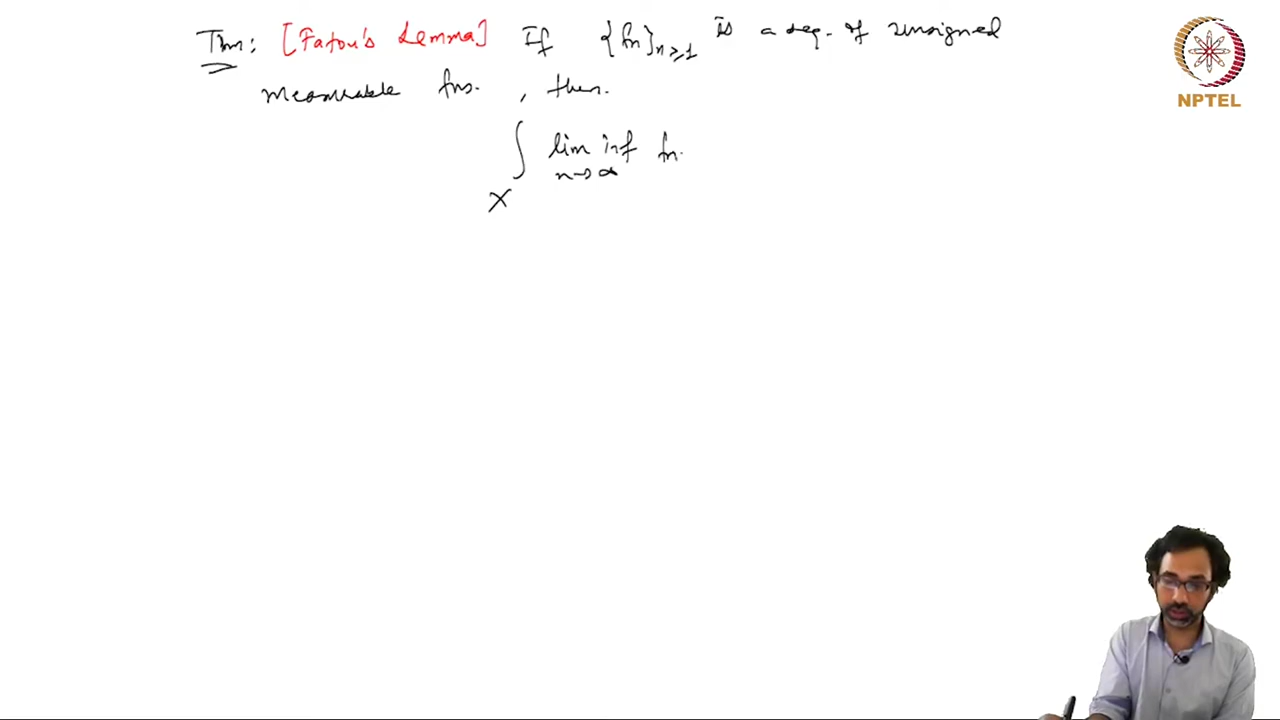 Thm: [Fatou's Lemma] If {fn}n≥1 is a seq. of unsigned
measurable fns. , then.
∫X lim inf n→∞ fn.
NPTEL